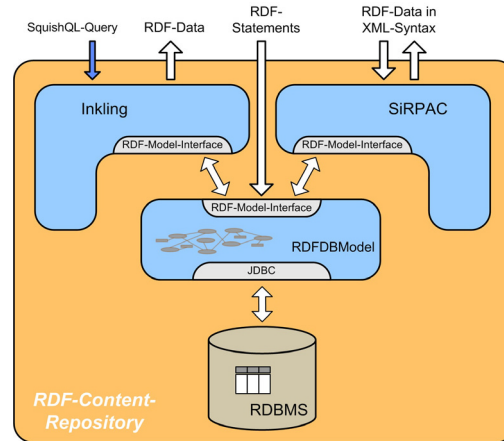 SquishQL-Query
RDF-Data
RDF-
Statements
RDF-Data in
XML-Syntax
Inkling
SiRPAC
RDF-Model-Interface
RDF-Model-Interface
RDF-Model-Interface
RDFDBModel
JDBC
RDBMS
RDF-Content-
Repository